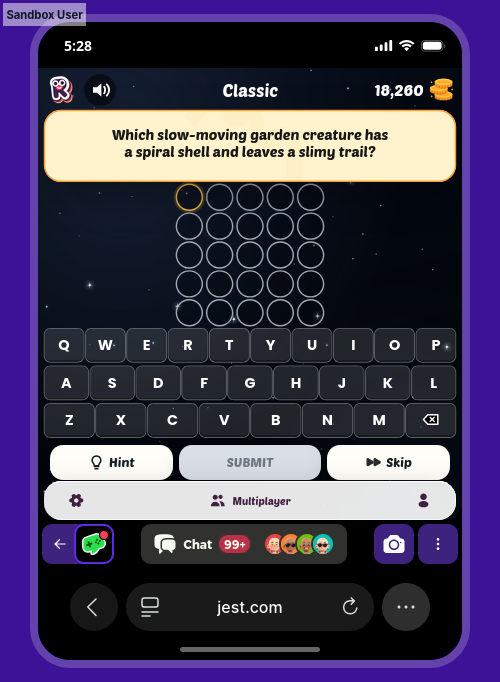 Sandbox User
5:28
Classic
18,260
Which slow-moving garden creature has
a spiral shell and leaves a slimy trail?
Q W E R T Y U I O P
A S D F G H J K L
Z X C V B N M
Hint SUBMIT Skip
Multiplayer
Chat 99+
jest.com